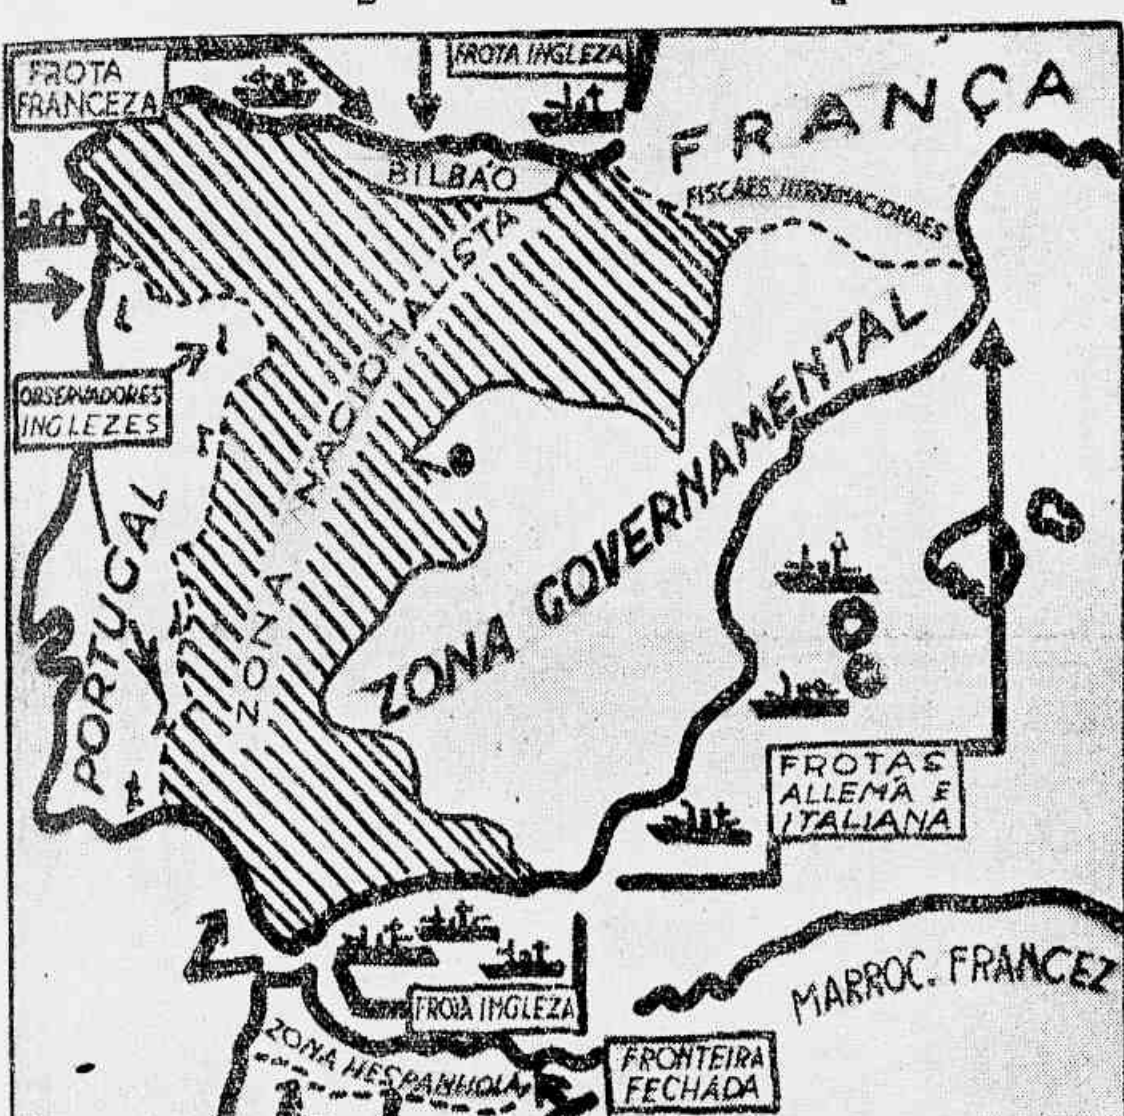 FROTA
FRANCEZA
FROTA INGLEZA
FRANÇA
BILBÁO
FISCAES INTERNACIONAES
ZONA NACIONALISTA
OBSERVADORES
INGLEZES
PORTUGAL
ZONA GOVERNAMENTAL
FROTAS
ALLEMÃ E
ITALIANA
MARROC. FRANCEZ
FROTA INGLEZA
ZONA HESPANHOLA
FRONTEIRA
FECHADA